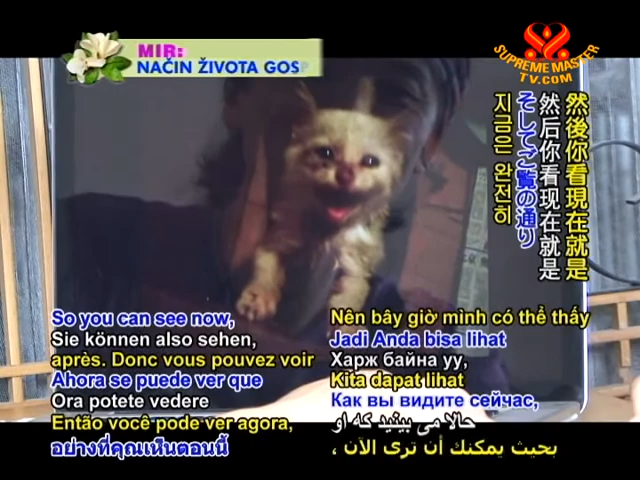 MIR:
NAČIN ŽIVOTA GOSP
SUPREME MASTER
TV.COM
然後你看現在就是
然后你看现在就是
そしてご覧の通り
지금은 완전히
So you can see now,
Sie können also sehen,
après. Donc vous pouvez voir
Ahora se puede ver que
Ora potete vedere
Então você pode ver agora,
อย่างที่คุณเห็นตอนนี้
Nên bây giờ mình có thể thấy
Jadi Anda bisa lihat
Харж байна уу,
Kita dapat lihat
Как вы видите сейчас,
حالا می بینید که او
بحيث يمكنك أن ترى الآن ،